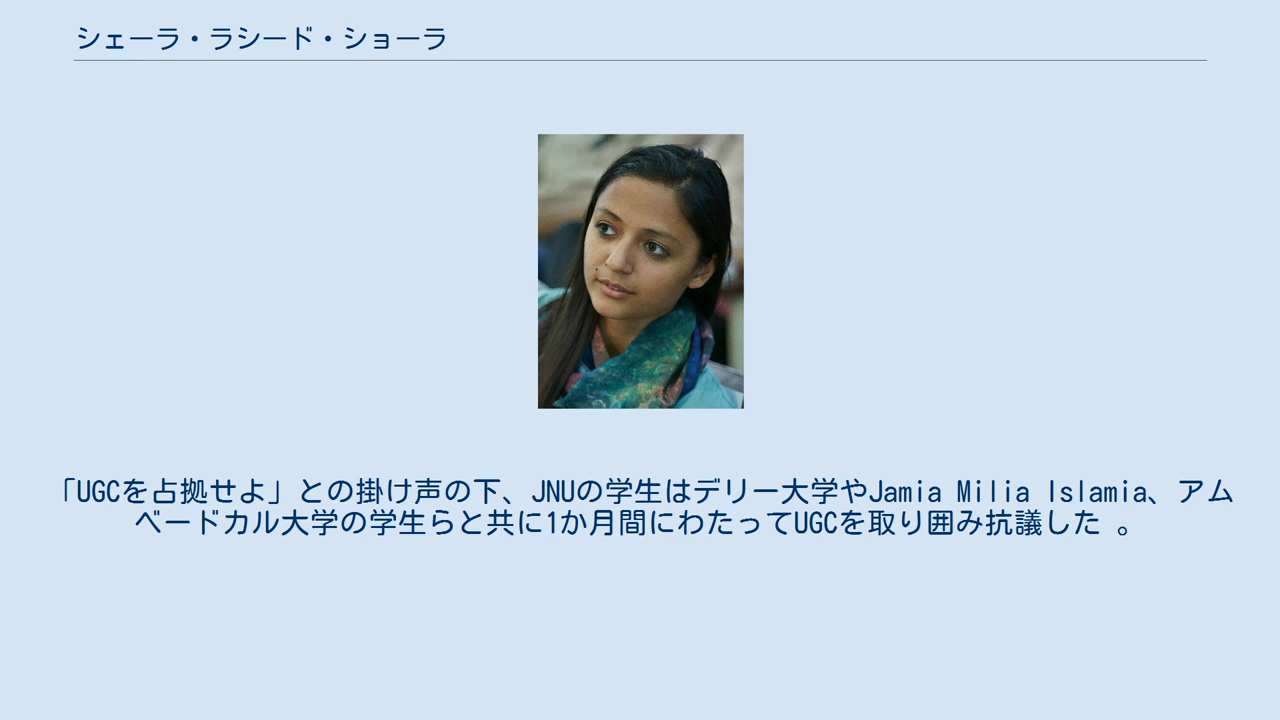 シェーラ・ラシード・ショーラ
「UGCを占拠せよ」との掛け声の下、JNUの学生はデリー大学やJamia Milia Islamia、アム
ベードカル大学の学生らと共に1か月間にわたってUGCを取り囲み抗議した 。